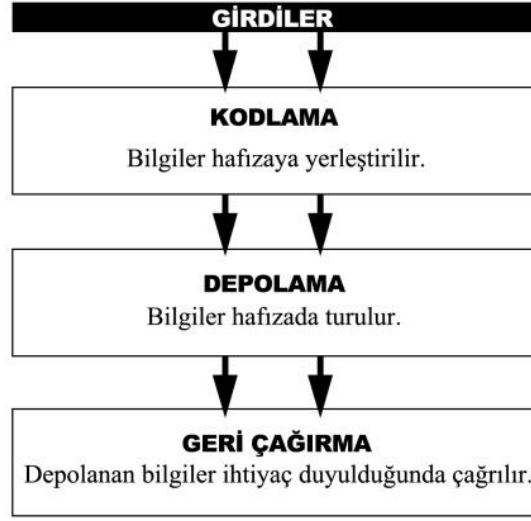 GİRDİLER
KODLAMA
Bilgiler hafızaya yerleştirilir.
DEPOLAMA
Bilgiler hafızada turulur.
GERİ ÇAĞIRMA
Depolanan bilgiler ihtiyaç duyulduğunda çağrılır.